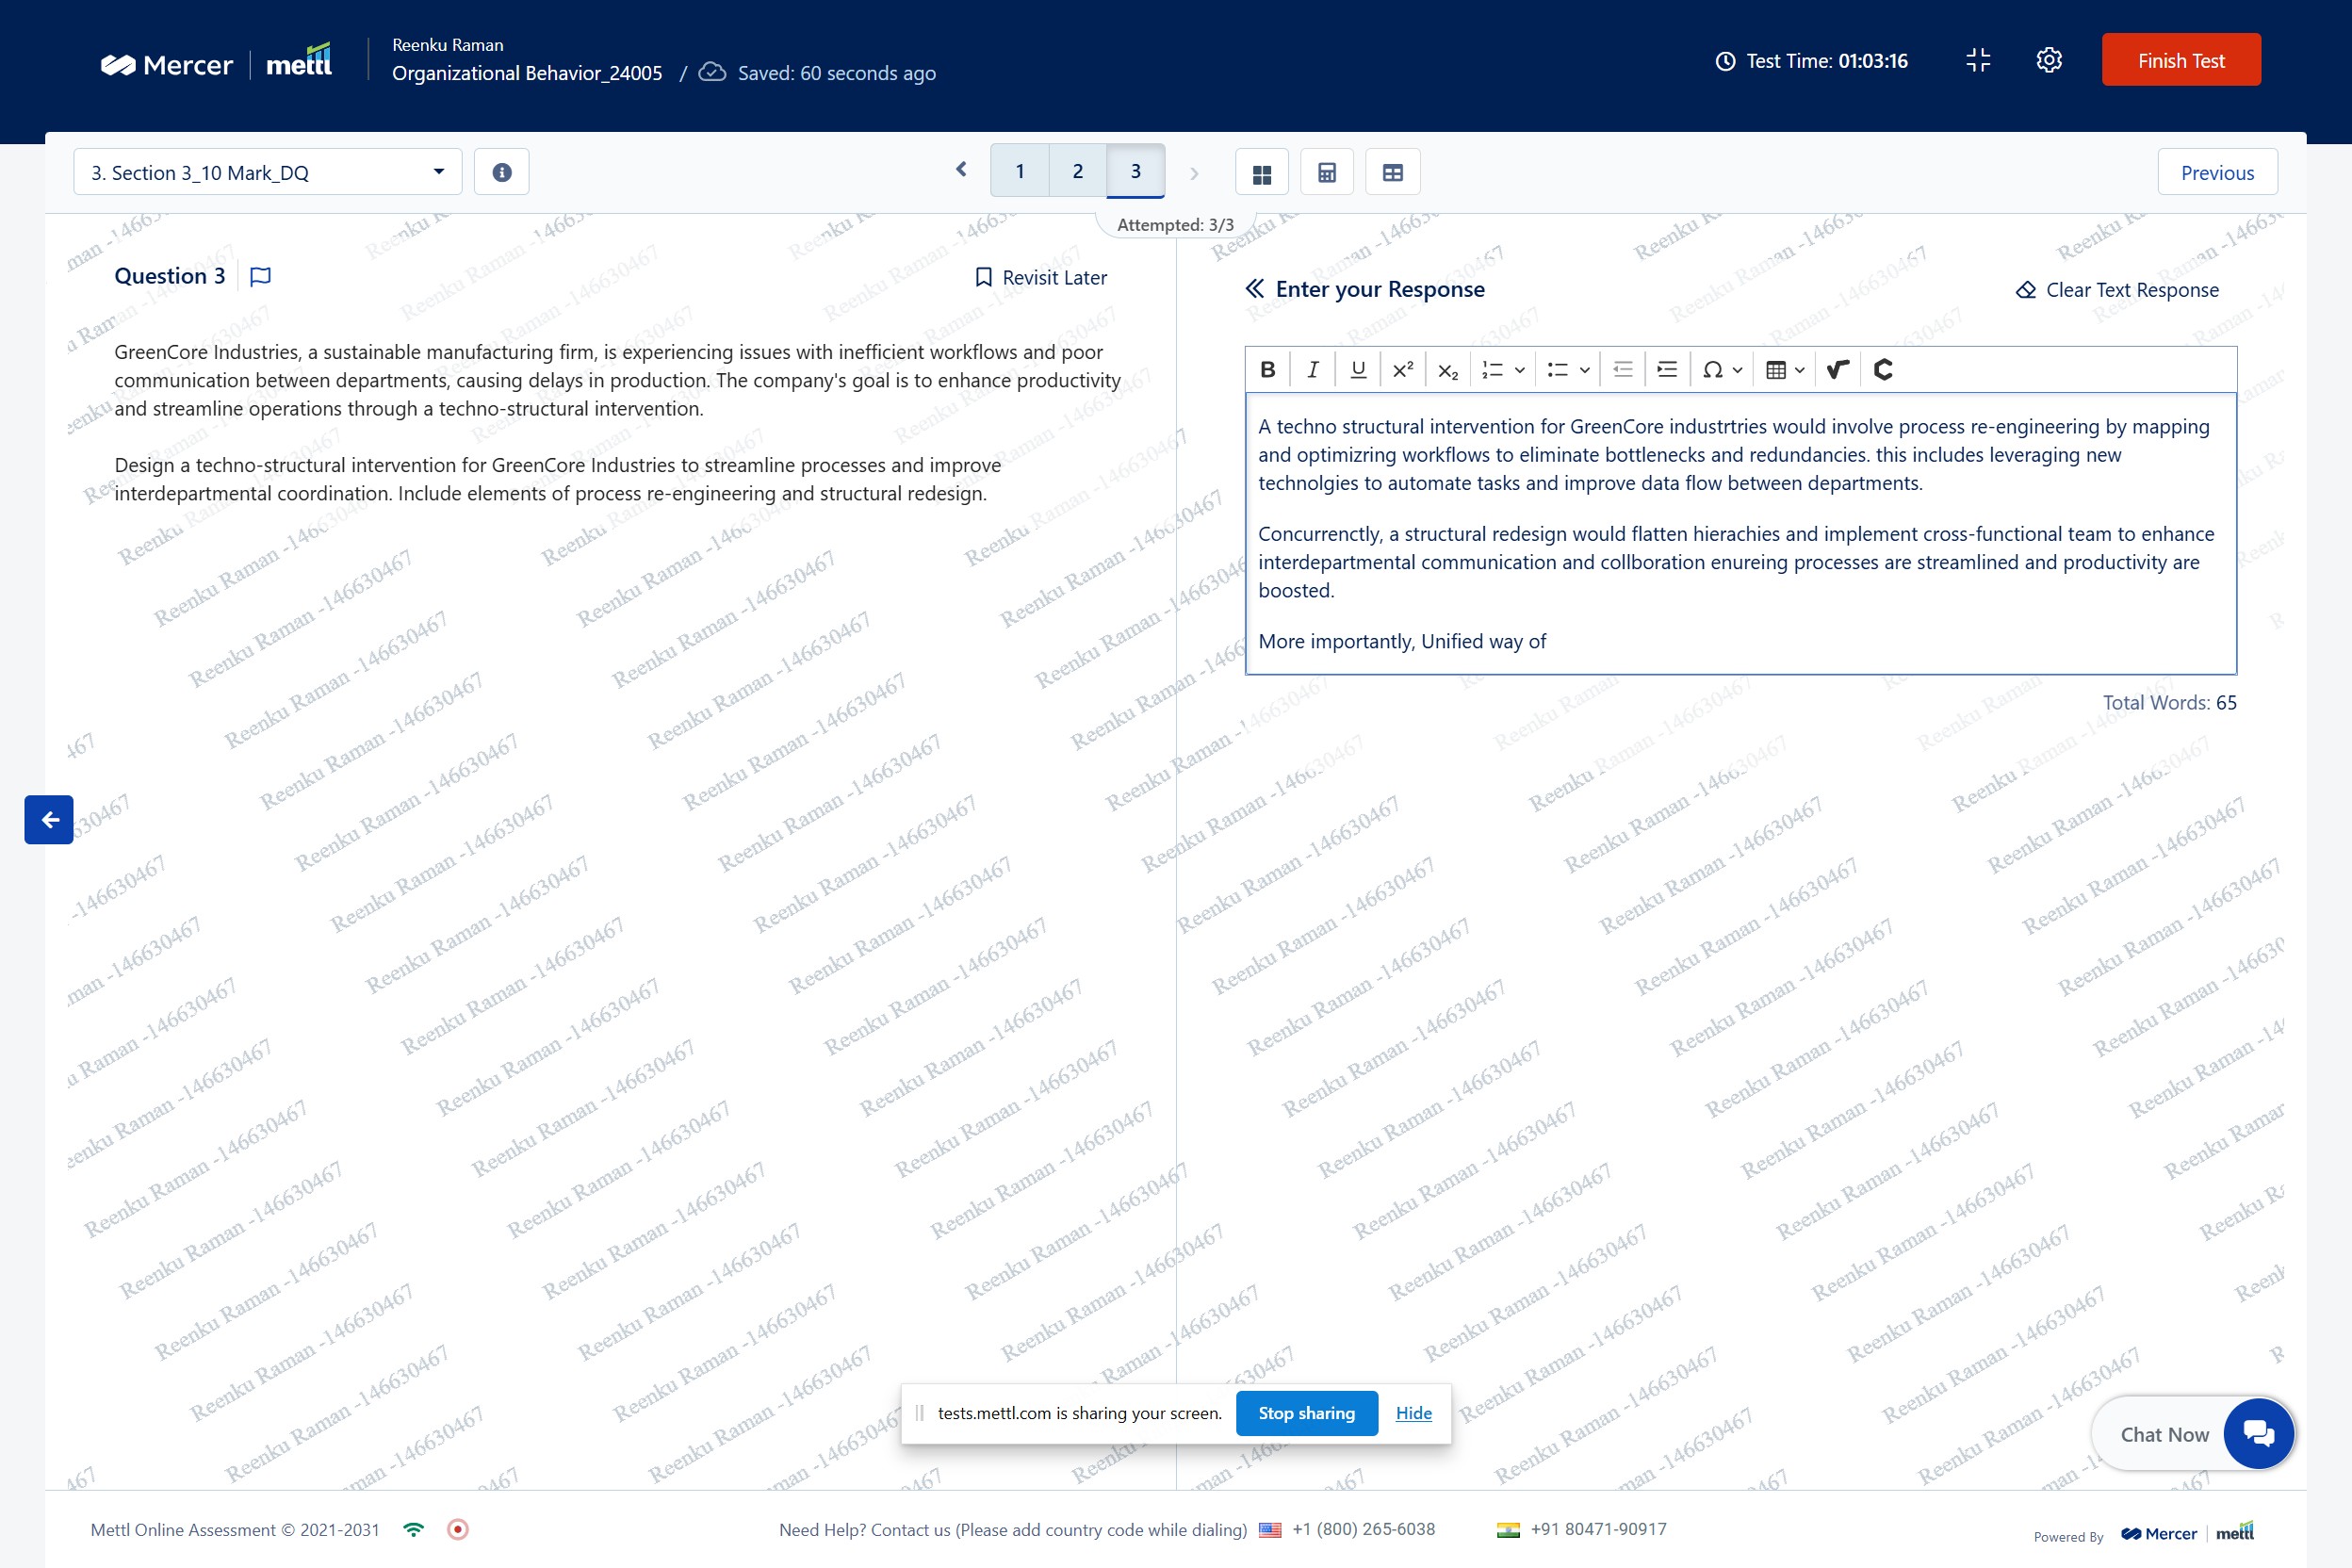 Mercer | mettl
Reenku Raman
Organizational Behavior_24005 / Saved: 60 seconds ago
Test Time: 01:03:16
Finish Test
3. Section 3_10 Mark_DQ
1 2 3
Previous
Attempted: 3/3
Question 3
Revisit Later
GreenCore Industries, a sustainable manufacturing firm, is experiencing issues with inefficient workflows and poor
communication between departments, causing delays in production. The company's goal is to enhance productivity
and streamline operations through a techno-structural intervention.
Design a techno-structural intervention for GreenCore Industries to streamline processes and improve
interdepartmental coordination. Include elements of process re-engineering and structural redesign.
Enter your Response
Clear Text Response
B I U x² x₂ Ω
A techno structural intervention for GreenCore industrtries would involve process re-engineering by mapping
and optimizring workflows to eliminate bottlenecks and redundancies. this includes leveraging new
technolgies to automate tasks and improve data flow between departments.
Concurrenctly, a structural redesign would flatten hierachies and implement cross-functional team to enhance
interdepartmental communication and collboration enureing processes are streamlined and productivity are
boosted.
More importantly, Unified way of
Total Words: 65
Reenku Raman -146630467
tests.mettl.com is sharing your screen.
Stop sharing
Hide
Chat Now
Mettl Online Assessment © 2021-2031
Need Help? Contact us (Please add country code while dialing) +1 (800) 265-6038 +91 80471-90917
Powered By Mercer | mettl